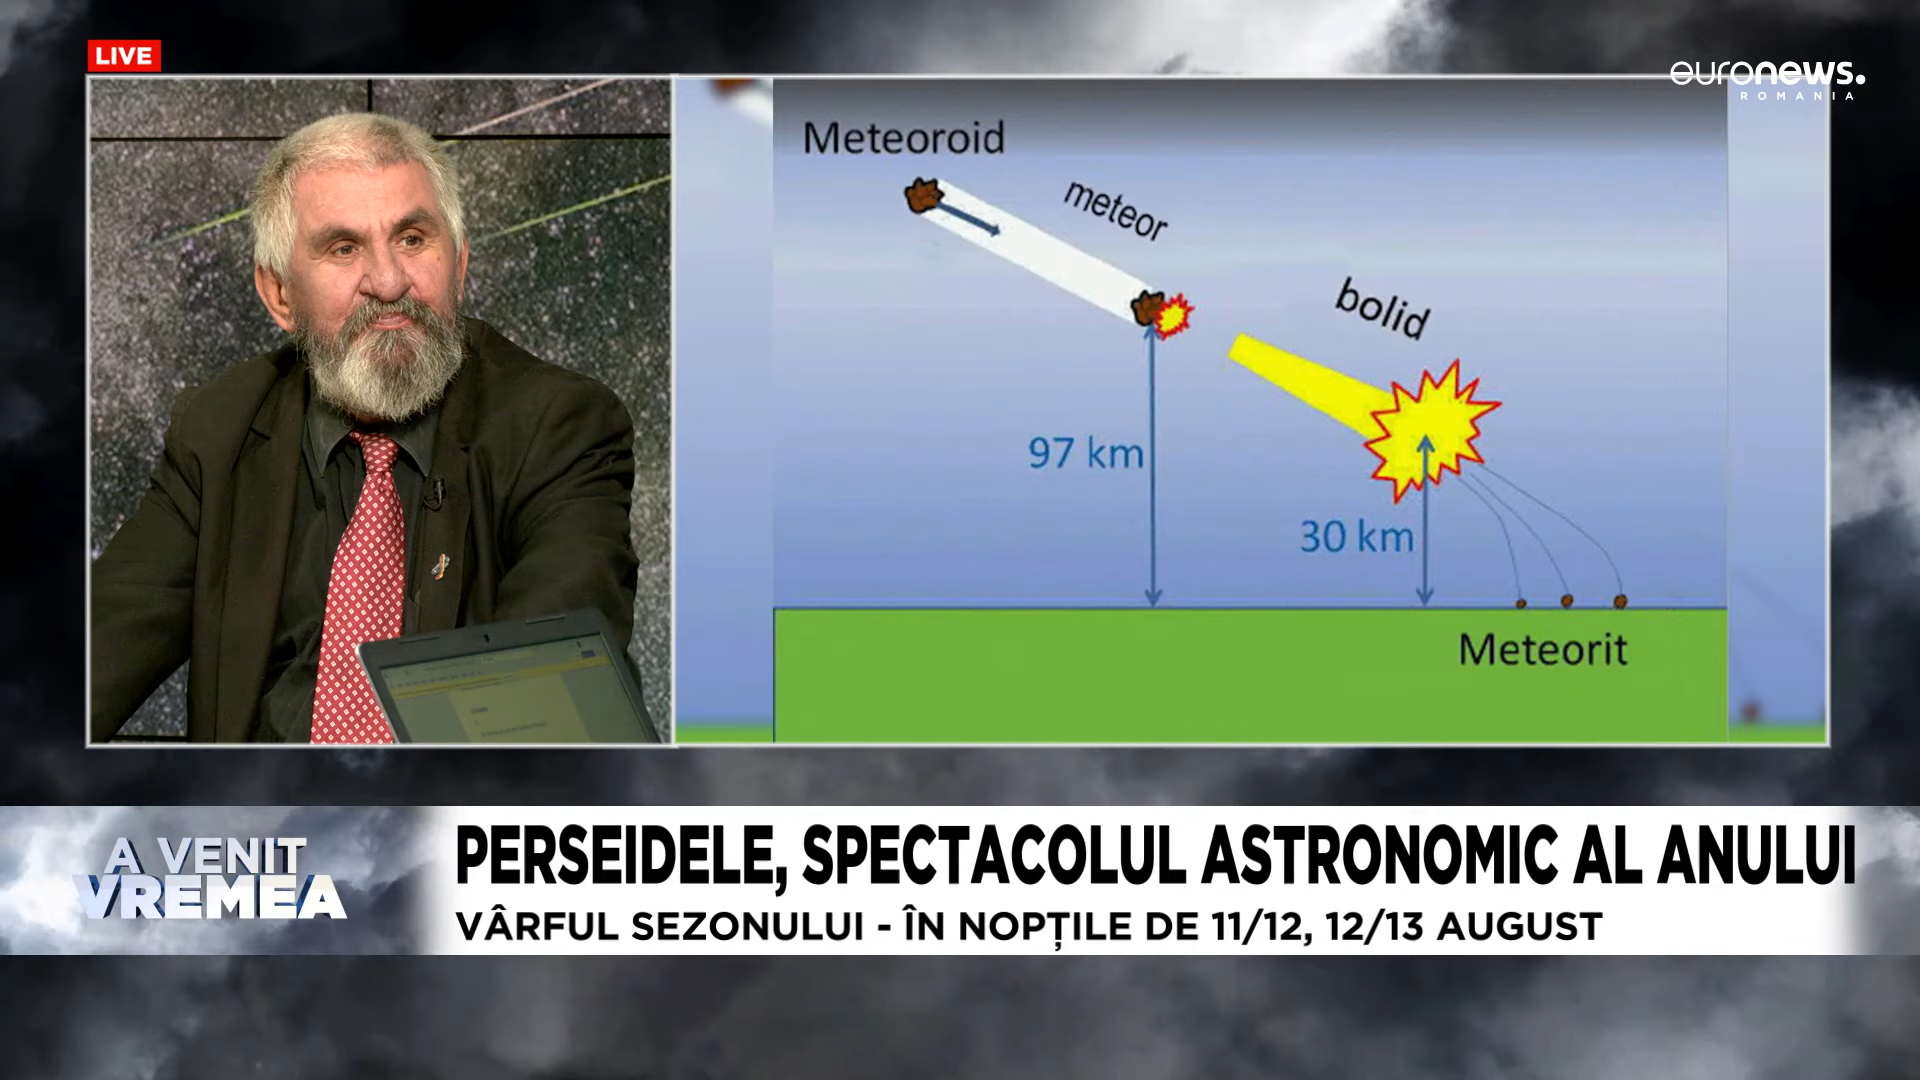 LIVE
euronews.
ROMANIA
Meteoroid
meteor
bolid
97 km
30 km
Meteorit
A VENIT
VREMEA
PERSEIDELE, SPECTACOLUL ASTRONOMIC AL ANULUI
VÂRFUL SEZONULUI - ÎN NOPȚILE DE 11/12, 12/13 AUGUST